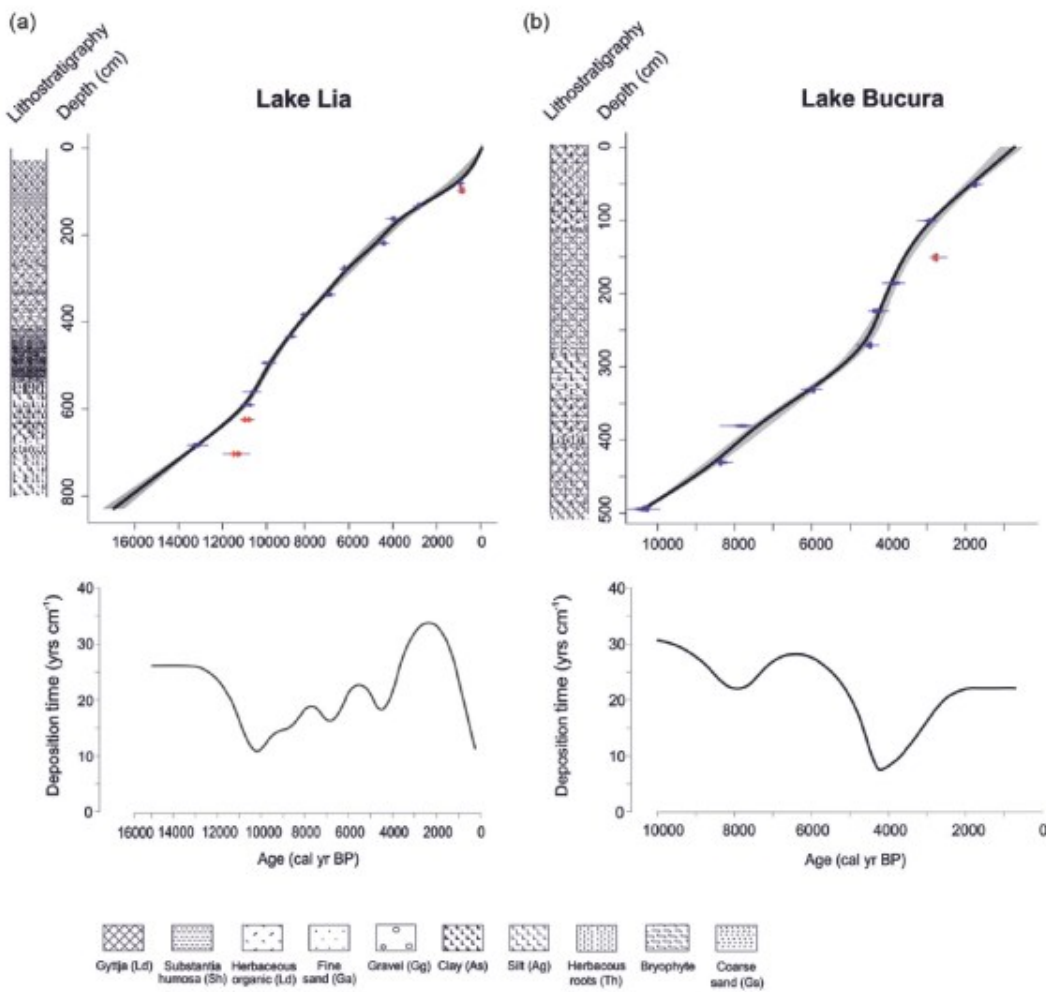 (a)
(b)
Lithostratigraphy
Depth (cm)
Lake Lia
Lithostratigraphy
Depth (cm)
Lake Bucura
0
200
400
600
800
16000 14000 12000 10000 8000 6000 4000 2000 0
0
100
200
300
400
500
10000 8000 6000 4000 2000
Deposition time (yrs cm-1)
40
30
20
10
0
16000 14000 12000 10000 8000 6000 4000 2000 0
Age (cal yr BP)
Deposition time (yrs cm-1)
40
30
20
10
0
10000 8000 6000 4000 2000 0
Age (cal yr BP)
Gyttja (Ld)
Substantia humosa (Sh)
Herbaceous organic (Ld)
Fine sand (Ga)
Gravel (Gg)
Clay (As)
Silt (Ag)
Herbacous roots (Th)
Bryophyte
Coarse sand (Gs)